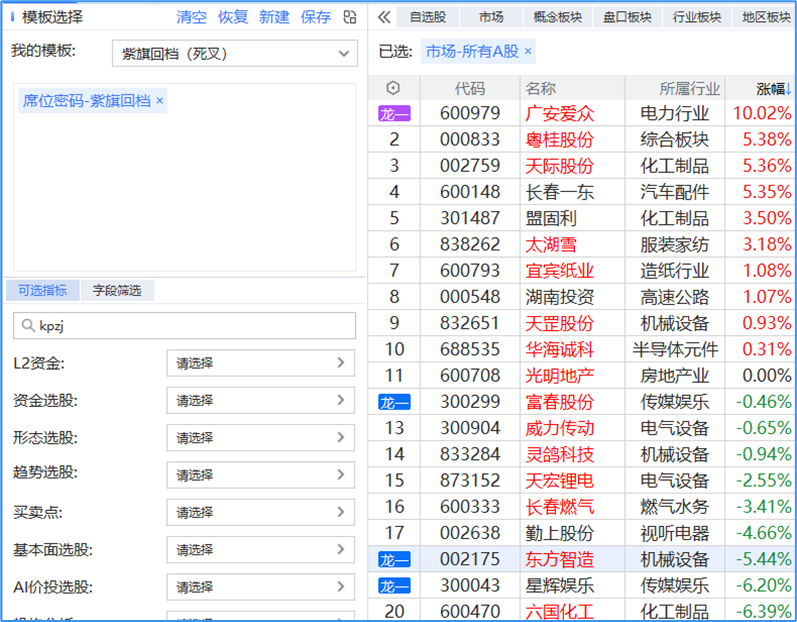 模板选择 清空 恢复 新建 保存
我的模板: 紫旗回档（死叉）
席位密码-紫旗回档 ×
可选指标 字段筛选
kpzj
L2资金: 请选择
资金选股: 请选择
形态选股: 请选择
趋势选股: 请选择
买卖点: 请选择
基本面选股: 请选择
AI价投选股: 请选择
自选股 市场 概念板块 盘口板块 行业板块 地区板块
已选: 市场-所有A股 ×
代码 名称 所属行业 涨幅↓
龙一 600979 广安爱众 电力行业 10.02%
2 000833 粤桂股份 综合板块 5.38%
3 002759 天际股份 化工制品 5.36%
4 600148 长春一东 汽车配件 5.35%
5 301487 盟固利 化工制品 3.50%
6 838262 太湖雪 服装家纺 3.18%
7 600793 宜宾纸业 造纸行业 1.08%
8 000548 湖南投资 高速公路 1.07%
9 832651 天罡股份 机械设备 0.93%
10 688535 华海诚科 半导体元件 0.31%
11 600708 光明地产 房地产业 0.00%
龙一 300299 富春股份 传媒娱乐 -0.46%
13 300904 威力传动 电气设备 -0.65%
14 833284 灵鸽科技 机械设备 -0.94%
15 873152 天宏锂电 电气设备 -2.55%
16 600333 长春燃气 燃气水务 -3.41%
17 002638 勤上股份 视听电器 -4.66%
龙一 002175 东方智造 机械设备 -5.44%
龙一 300043 星辉娱乐 传媒娱乐 -6.20%
20 600470 六国化工 化工制品 -6.39%